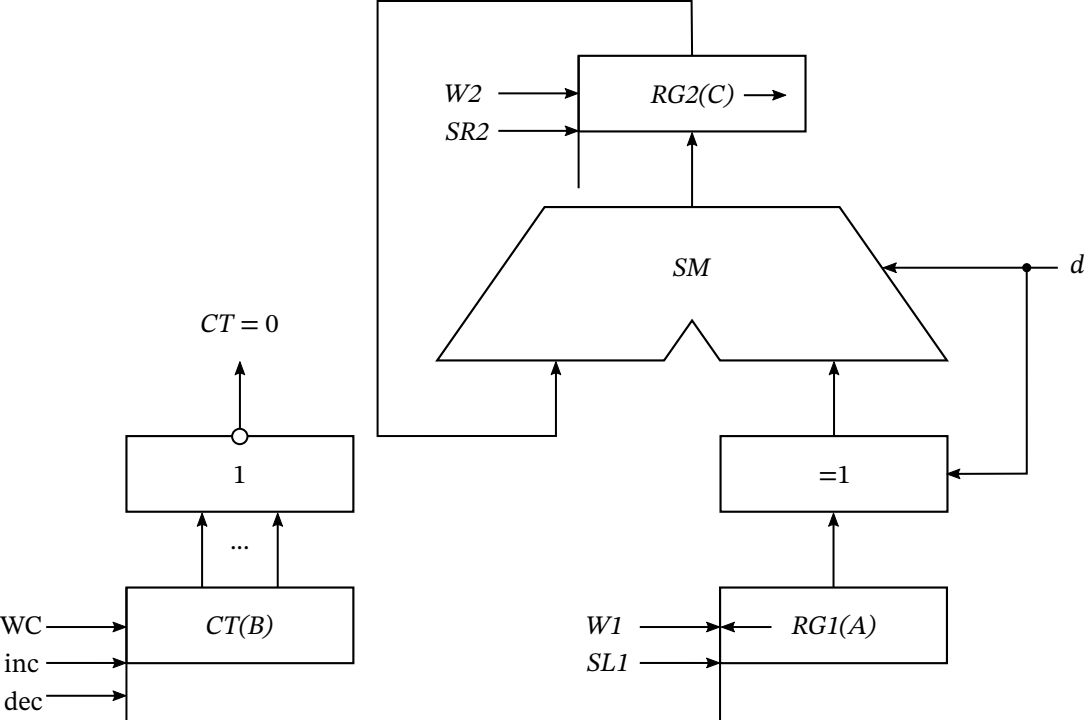 W2
RG2(C)
SR2
SM
d
CT = 0
1
=1
...
WC
CT(B)
inc
dec
W1
RG1(A)
SL1